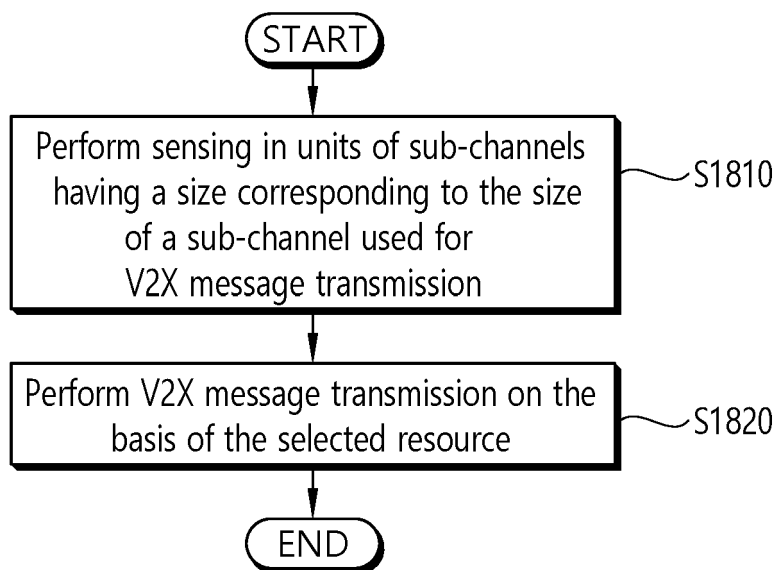 START
Perform sensing in units of sub-channels
having a size corresponding to the size
of a sub-channel used for
V2X message transmission
S1810
Perform V2X message transmission on the
basis of the selected resource
S1820
END